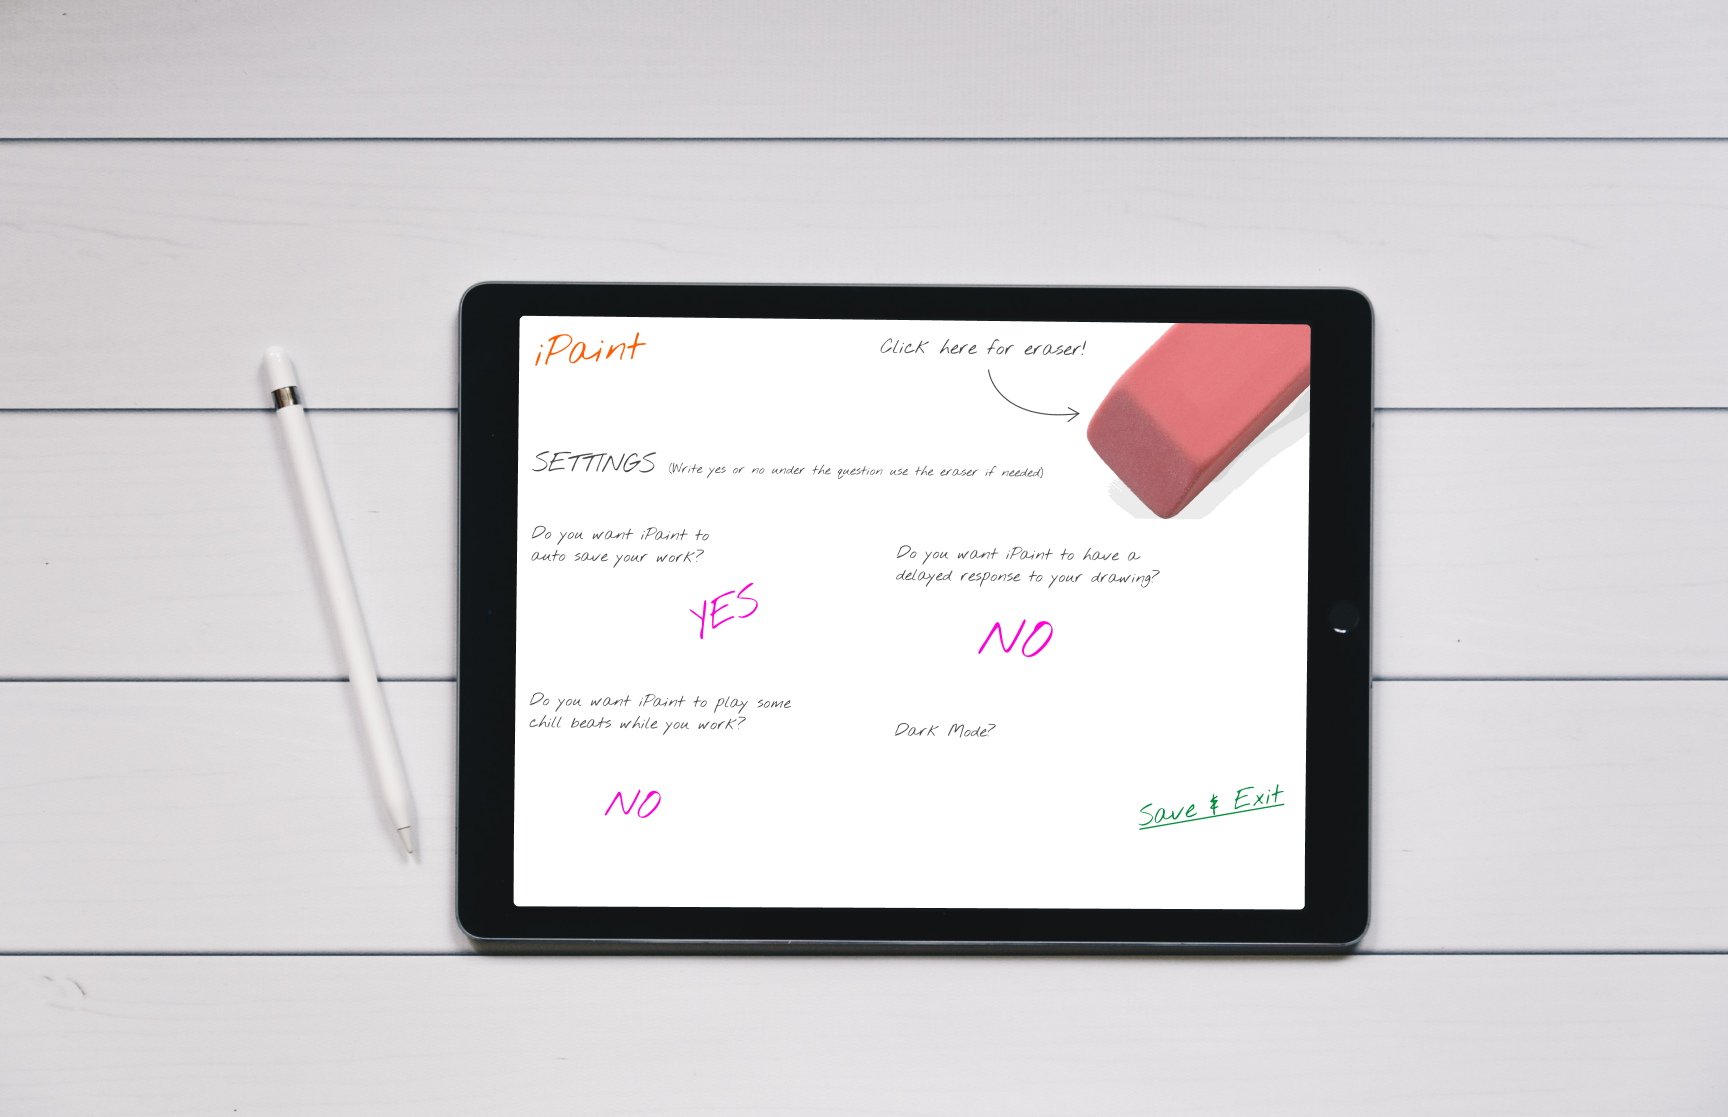 iPaint
Click here for eraser!
SETTINGS (Write yes or no under the question use the eraser if needed)
Do you want iPaint to
auto save your work?
YES
Do you want iPaint to have a
delayed response to your drawing?
NO
Do you want iPaint to play some
chill beats while you work?
NO
Dark Mode?
Save & Exit